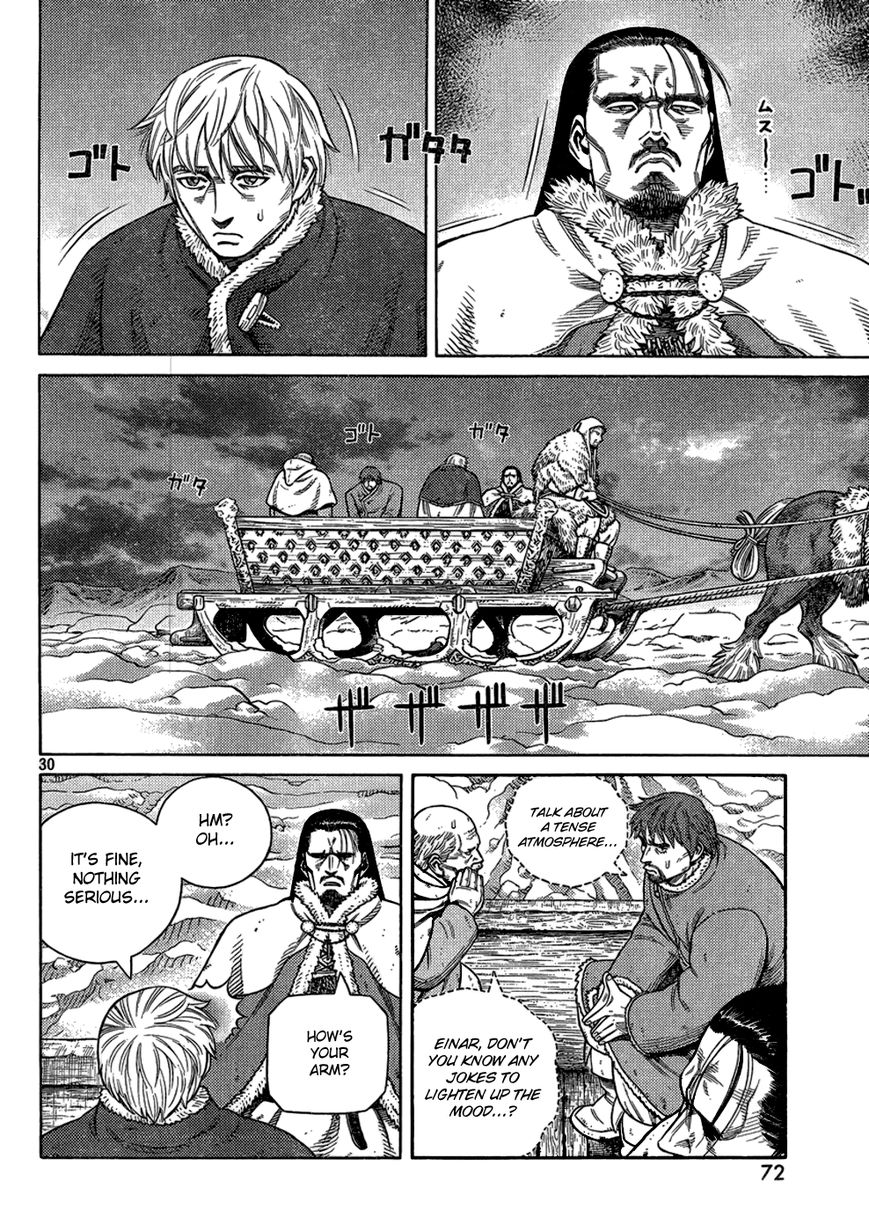 ムス〜〜…
ゴト
ガタタ
ゴト
ガタ
ゴト
ガタ
ザ ザ ザ ザ
30
TALK ABOUT
A TENSE
ATMOSPHERE...
EINAR, DON'T
YOU KNOW ANY
JOKES TO
LIGHTEN UP THE
MOOD...?
HOW'S
YOUR
ARM?
HM?
OH...
IT'S FINE,
NOTHING
SERIOUS...
72